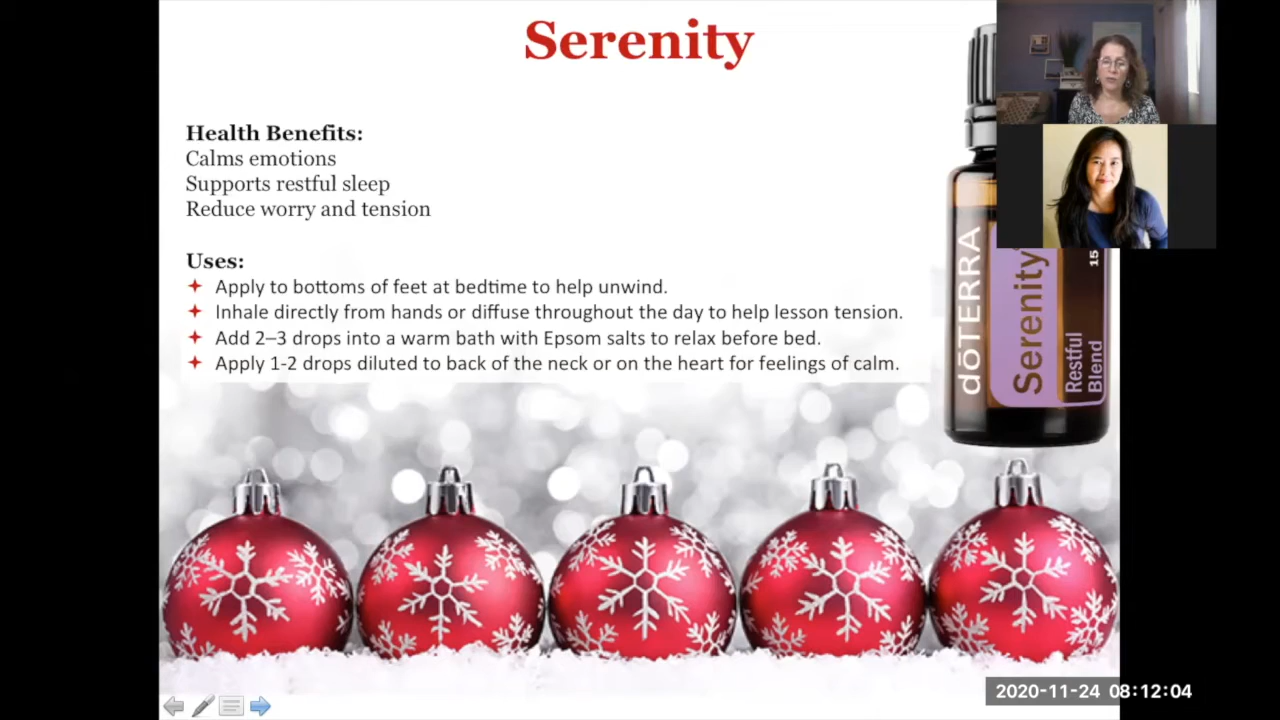 Serenity
Health Benefits:
Calms emotions
Supports restful sleep
Reduce worry and tension
Uses:
Apply to bottoms of feet at bedtime to help unwind.
Inhale directly from hands or diffuse throughout the day to help lesson tension.
Add 2–3 drops into a warm bath with Epsom salts to relax before bed.
Apply 1-2 drops diluted to back of the neck or on the heart for feelings of calm.
dōTERRA
Serenity
Restful
Blend
15
2020-11-24 08:12:04